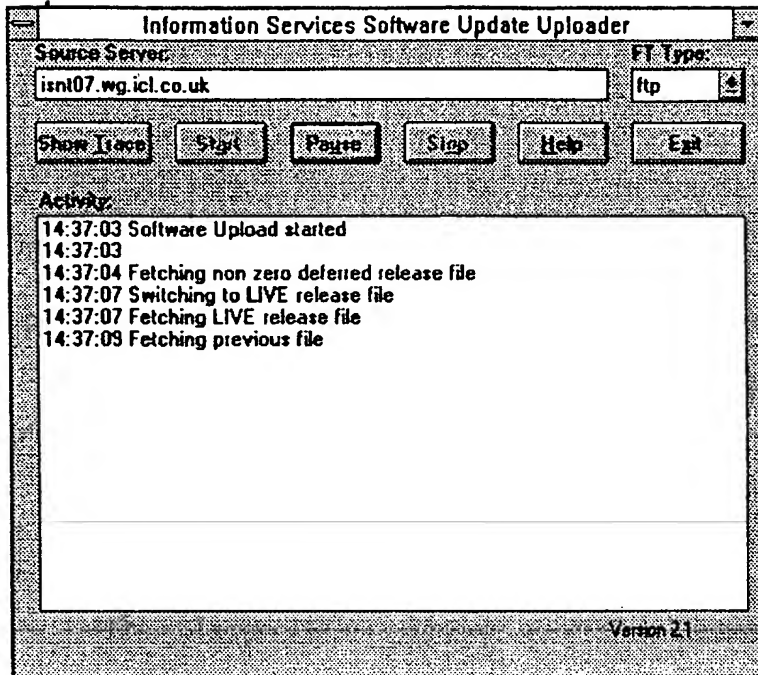 Information Services Software Update Uploader
Source Server: FT Type:
isnt07.wg.icl.co.uk ftp
Show Trace Start Pause Stop Help Exit
Activity:
14:37:03 Software Upload started
14:37:03
14:37:04 Fetching non zero deferred release file
14:37:07 Switching to LIVE release file
14:37:07 Fetching LIVE release file
14:37:09 Fetching previous file
Version 2.1